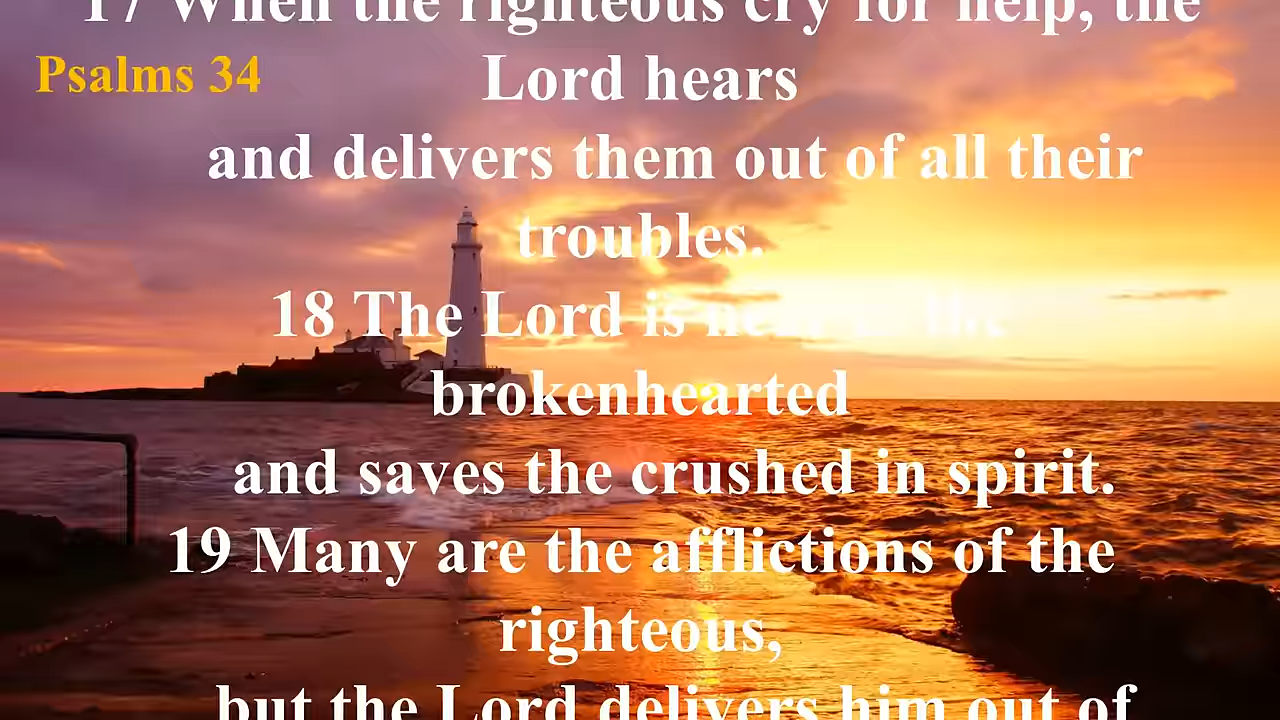 17 When the righteous cry for help, the
Psalms 34
Lord hears
and delivers them out of all their
troubles.
18 The Lord is near to the
brokenhearted
and saves the crushed in spirit.
19 Many are the afflictions of the
righteous,
but the Lord delivers him out of